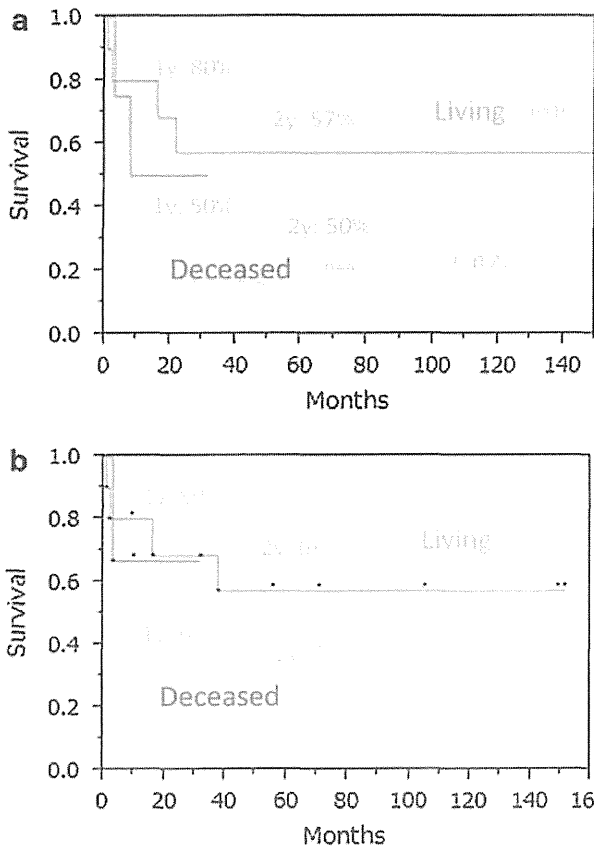 a
1.0
1y: 80%
0.8
2y: 57%
Living
0.6
Survival
0.4
1y: 50%
2y: 50%
Deceased
0.2
0.0
0 20 40 60 80 100 120 140
Months
b
1.0
0.8
Living
0.6
Survival
0.4
Deceased
0.2
0.0
0 20 40 60 80 100 120 140 16
Months